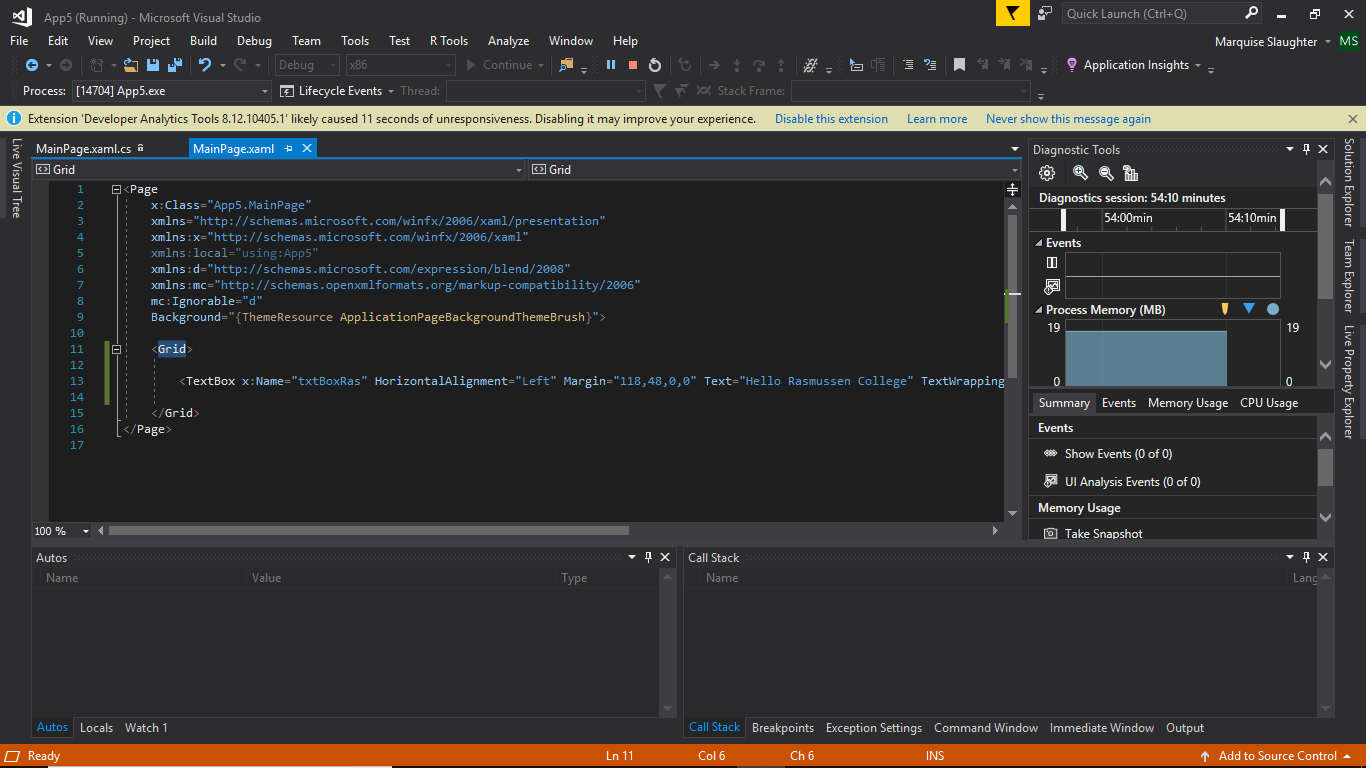 App5 (Running) - Microsoft Visual Studio
Quick Launch (Ctrl+Q)
File Edit View Project Build Debug Team Tools Test R Tools Analyze Window Help
Marquise Slaughter MS
Debug x86 Continue Application Insights
Process: [14704] App5.exe Lifecycle Events Thread: Stack Frame:
Extension 'Developer Analytics Tools 8.12.10405.1' likely caused 11 seconds of unresponsiveness. Disabling it may improve your experience. Disable this extension Learn more Never show this message again
Live Visual Tree
MainPage.xaml.cs MainPage.xaml
Grid Grid
1 <Page
2 x:Class="App5.MainPage"
3 xmlns="http://schemas.microsoft.com/winfx/2006/xaml/presentation"
4 xmlns:x="http://schemas.microsoft.com/winfx/2006/xaml"
5 xmlns:local="using:App5"
6 xmlns:d="http://schemas.microsoft.com/expression/blend/2008"
7 xmlns:mc="http://schemas.openxmlformats.org/markup-compatibility/2006"
8 mc:Ignorable="d"
9 Background="{ThemeResource ApplicationPageBackgroundThemeBrush}">
10
11 <Grid>
12
13 <TextBox x:Name="txtBoxRas" HorizontalAlignment="Left" Margin="118,48,0,0" Text="Hello Rasmussen College" TextWrapping
14
15 </Grid>
16 </Page>
17
100 %
Diagnostic Tools
Diagnostics session: 54:10 minutes
54:00min 54:10min
Events
Process Memory (MB)
19 19
0 0
Summary Events Memory Usage CPU Usage
Events
Show Events (0 of 0)
UI Analysis Events (0 of 0)
Memory Usage
Take Snapshot
Solution Explorer
Team Explorer
Live Property Explorer
Autos
Name Value Type
Autos Locals Watch 1
Call Stack
Name Lang
Call Stack Breakpoints Exception Settings Command Window Immediate Window Output
Ready Ln 11 Col 6 Ch 6 INS Add to Source Control